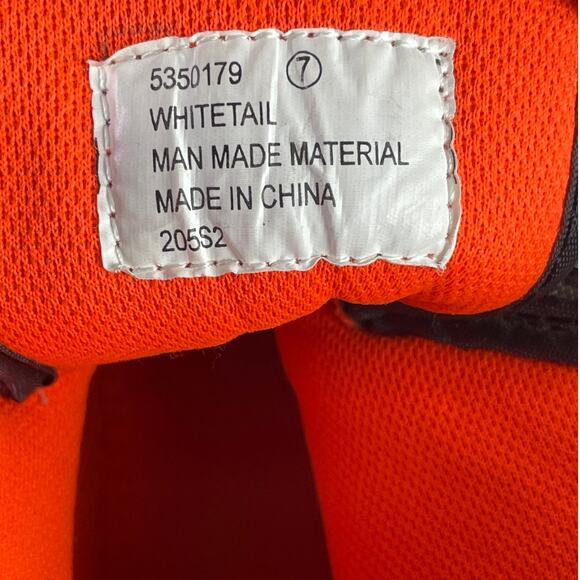 5350179 7
WHITETAIL
MAN MADE MATERIAL
MADE IN CHINA
205S2